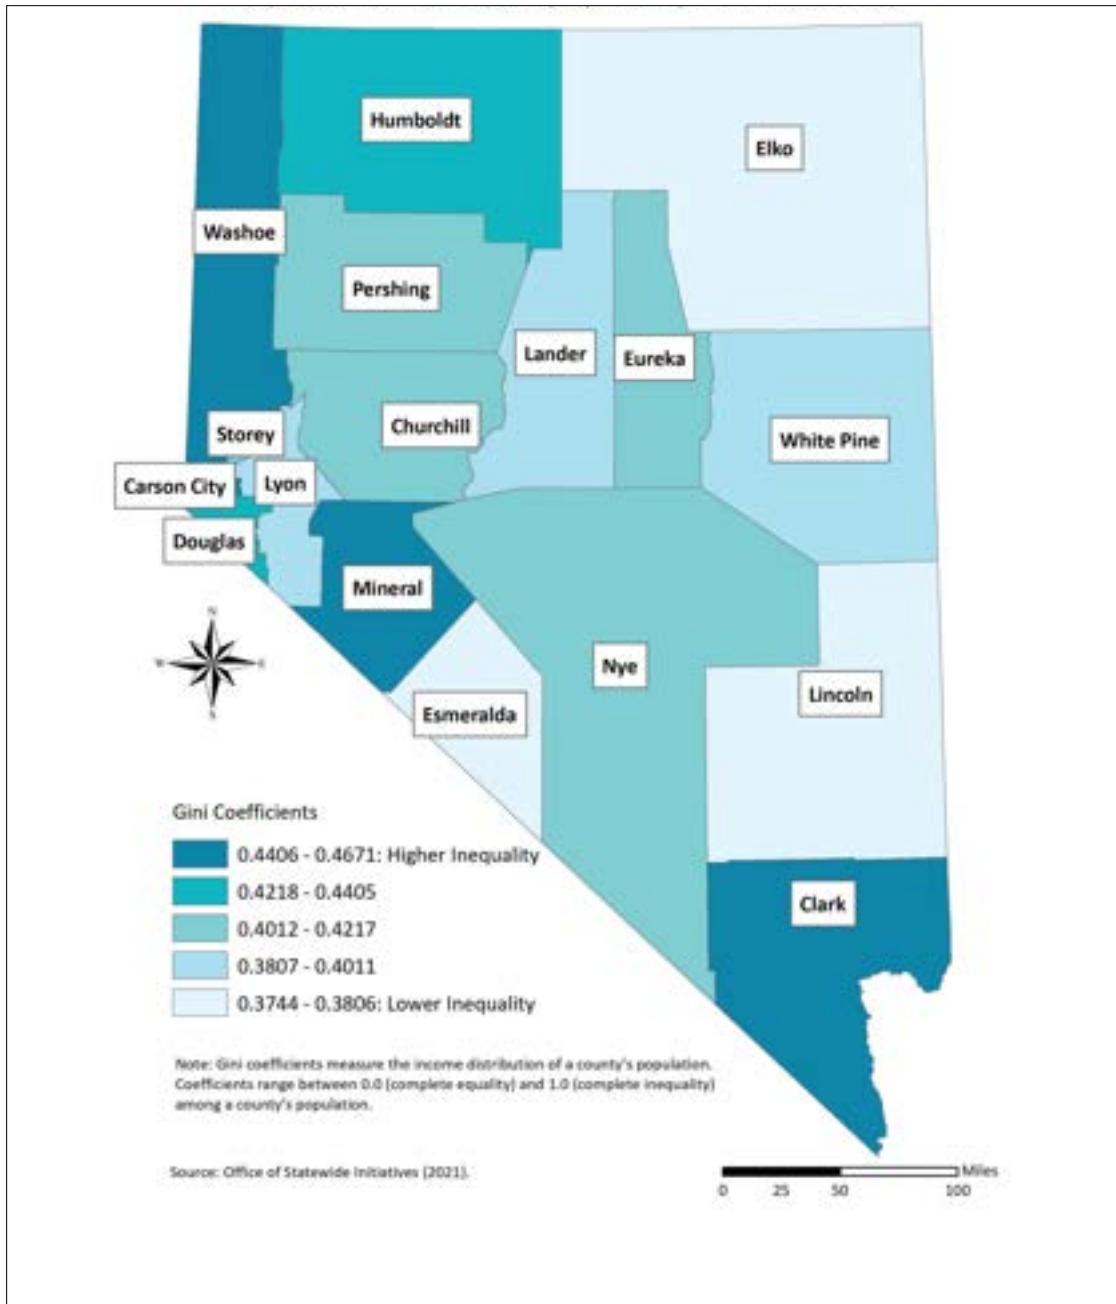 Humboldt
Elko
Washoe
Pershing
Lander
Eureka
Churchill
Storey
White Pine
Carson City
Lyon
Douglas
Mineral
N
W
E
S
Nye
Lincoln
Esmeralda
Clark
Gini Coefficients
0.4406 - 0.4671: Higher Inequality
0.4218 - 0.4405
0.4012 - 0.4217
0.3807 - 0.4011
0.3744 - 0.3806: Lower Inequality
Note: Gini coefficients measure the income distribution of a county's population.
Coefficients range between 0.0 (complete equality) and 1.0 (complete inequality)
among a county's population.
Source: Office of Statewide Initiatives (2021).
Miles
0 25 50 100